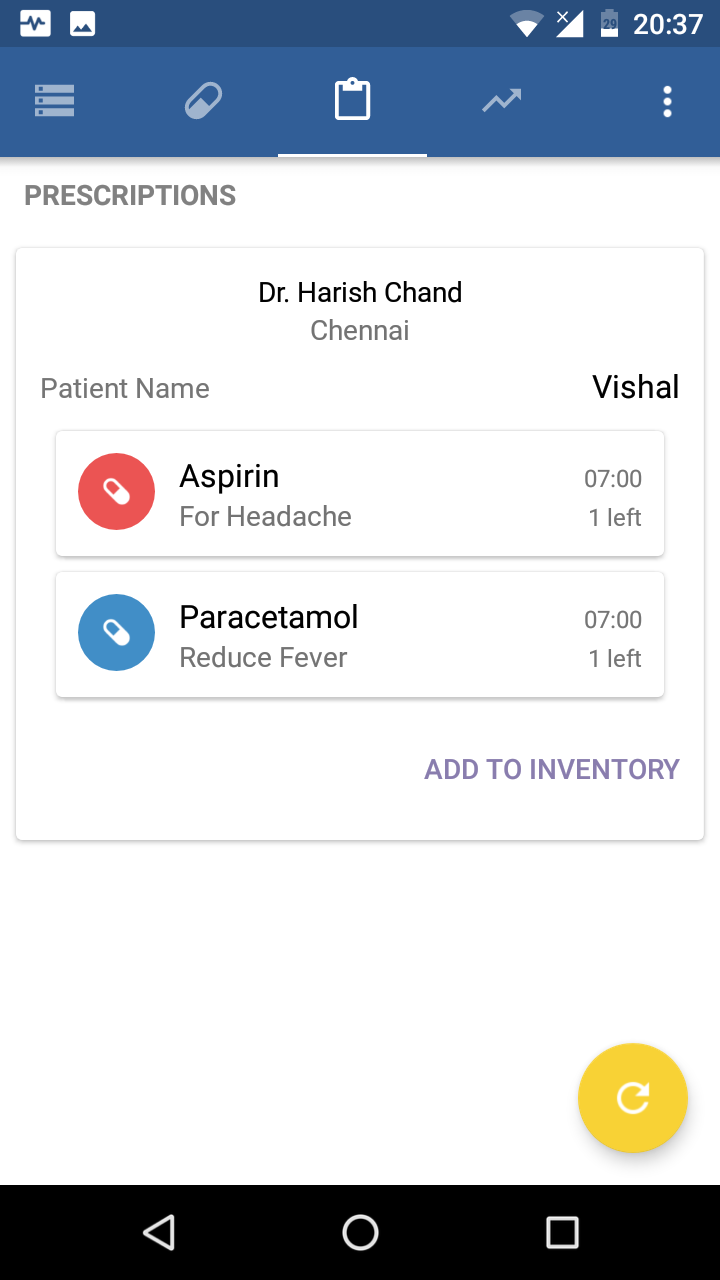 29 20:37
PRESCRIPTIONS
Dr. Harish Chand
Chennai
Patient Name Vishal
Aspirin 07:00
For Headache 1 left
Paracetamol 07:00
Reduce Fever 1 left
ADD TO INVENTORY